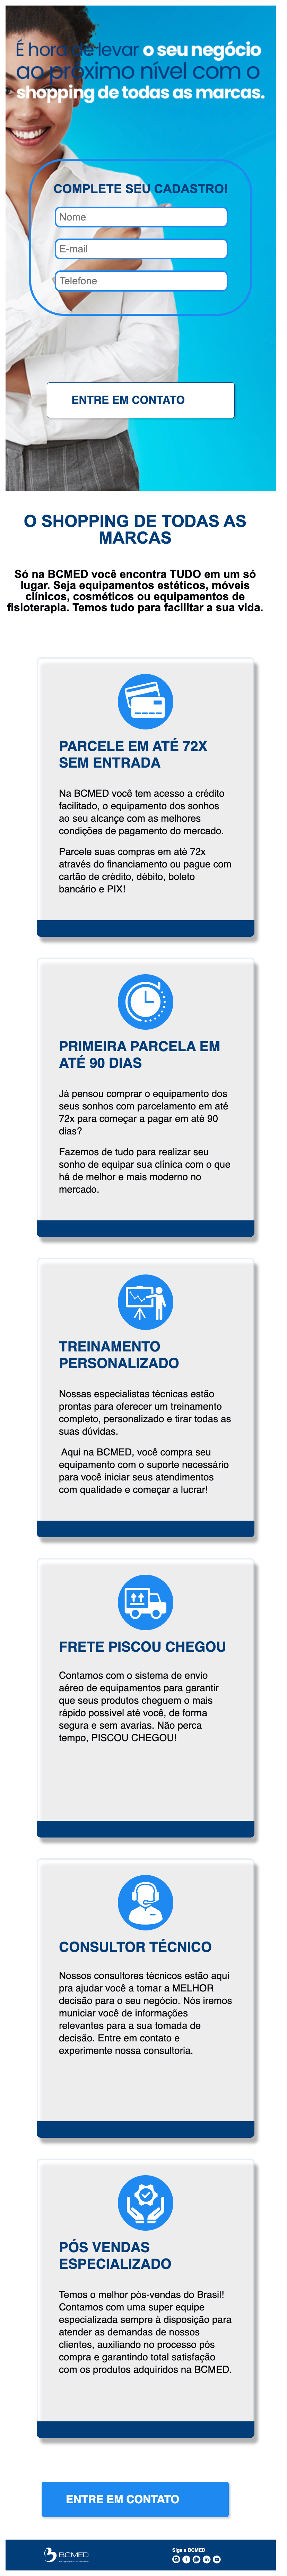 É hora de levar o seu negócio
ao próximo nível com o
shopping de todas as marcas.
COMPLETE SEU CADASTRO!
Nome
E-mail
Telefone
ENTRE EM CONTATO
O SHOPPING DE TODAS AS
MARCAS
Só na BCMED você encontra TUDO em um só
lugar. Seja equipamentos estéticos, móveis
clínicos, cosméticos ou equipamentos de
fisioterapia. Temos tudo para facilitar a sua vida.
PARCELE EM ATÉ 72X
SEM ENTRADA
Na BCMED você tem acesso a crédito
facilitado, o equipamento dos sonhos
ao seu alcance com as melhores
condições de pagamento do mercado.
Parcele suas compras em até 72x
através do financiamento ou pague com
cartão de crédito, débito, boleto
bancário e PIX!
PRIMEIRA PARCELA EM
ATÉ 90 DIAS
Já pensou comprar o equipamento dos
seus sonhos com parcelamento em até
72x para começar a pagar em até 90
dias?
Fazemos de tudo para realizar seu
sonho de equipar sua clínica com o que
há de melhor e mais moderno no
mercado.
TREINAMENTO
PERSONALIZADO
Nossas especialistas técnicas estão
prontas para oferecer um treinamento
completo, personalizado e tirar todas as
suas dúvidas.
Aqui na BCMED, você compra seu
equipamento com o suporte necessário
para você iniciar seus atendimentos
com qualidade e começar a lucrar!
FRETE PISCOU CHEGOU
Contamos com o sistema de envio
aéreo de equipamentos para garantir
que seus produtos cheguem o mais
rápido possível até você, de forma
segura e sem avarias. Não perca
tempo, PISCOU CHEGOU!
CONSULTOR TÉCNICO
Nossos consultores técnicos estão aqui
pra ajudar você a tomar a MELHOR
decisão para o seu negócio. Nós iremos
municiar você de informações
relevantes para a sua tomada de
decisão. Entre em contato e
experimente nossa consultoria.
PÓS VENDAS
ESPECIALIZADO
Temos o melhor pós-vendas do Brasil!
Contamos com uma super equipe
especializada sempre à disposição para
atender as demandas de nossos
clientes, auxiliando no processo pós
compra e garantindo total satisfação
com os produtos adquiridos na BCMED.
ENTRE EM CONTATO
BCMED
Siga a BCMED